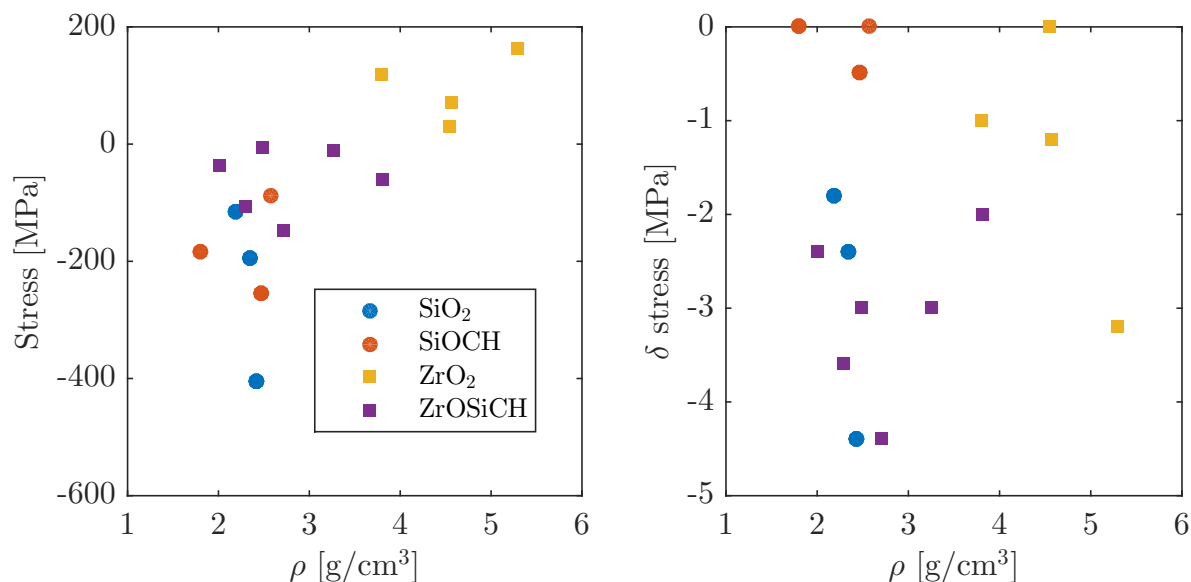 200
0
-200
-400
-600
Stress [MPa]
1 2 3 4 5 6
ρ [g/cm³]
SiO₂
SiOCH
ZrO₂
ZrOSiCH
0
-1
-2
-3
-4
-5
δ stress [MPa]
1 2 3 4 5 6
ρ [g/cm³]